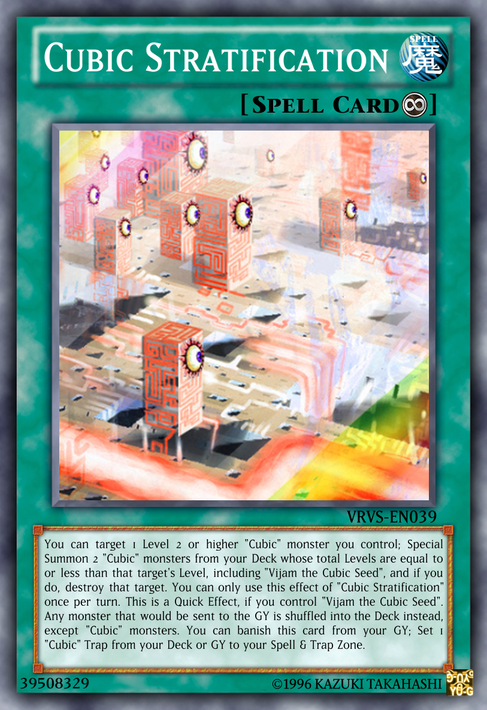 CUBIC STRATIFICATION
SPELL
魔
[SPELL CARD]
VRVS-EN039
You can target 1 Level 2 or higher "Cubic" monster you control; Special
Summon 2 "Cubic" monsters from your Deck whose total Levels are equal to
or less than that target's Level, including "Vijam the Cubic Seed", and if you
do, destroy that target. You can only use this effect of "Cubic Stratification"
once per turn. This is a Quick Effect, if you control "Vijam the Cubic Seed".
Any monster that would be sent to the GY is shuffled into the Deck instead,
except "Cubic" monsters. You can banish this card from your GY; Set 1
"Cubic" Trap from your Deck or GY to your Spell & Trap Zone.
39508329
©1996 KAZUKI TAKAHASHI